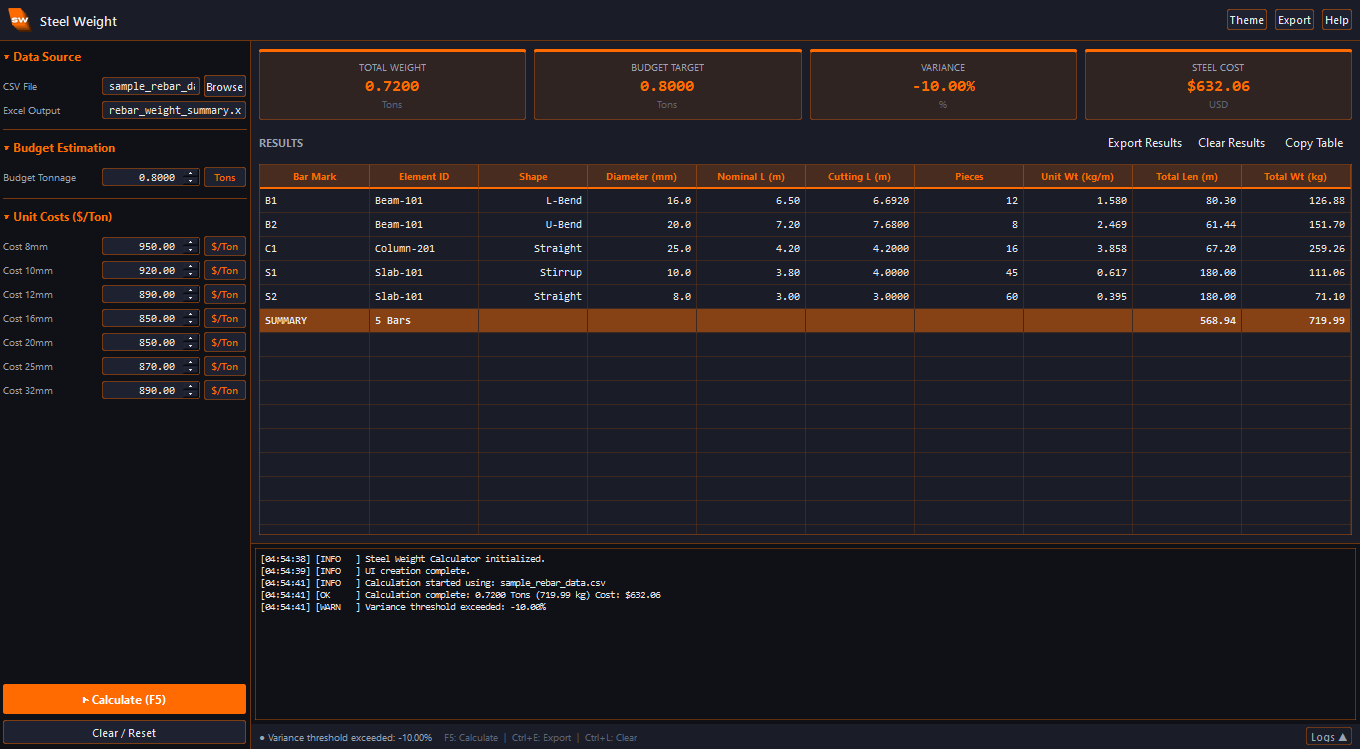 SW Steel Weight Theme Export Help
▾ Data Source
CSV File sample_rebar_d Browse
Excel Output rebar_weight_summary.x
▾ Budget Estimation
Budget Tonnage 0.8000 Tons
▾ Unit Costs ($/Ton)
Cost 8mm 950.00 $/Ton
Cost 10mm 920.00 $/Ton
Cost 12mm 890.00 $/Ton
Cost 16mm 850.00 $/Ton
Cost 20mm 850.00 $/Ton
Cost 25mm 870.00 $/Ton
Cost 32mm 890.00 $/Ton
Calculate (F5)
Clear / Reset
TOTAL WEIGHT
0.7200
Tons
BUDGET TARGET
0.8000
Tons
VARIANCE
-10.00%
%
STEEL COST
$632.06
USD
RESULTS Export Results Clear Results Copy Table
Bar Mark Element ID Shape Diameter (mm) Nominal L (m) Cutting L (m) Pieces Unit Wt (kg/m) Total Len (m) Total Wt (kg)
B1 Beam-101 L-Bend 16.0 6.50 6.6920 12 1.580 80.30 126.88
B2 Beam-101 U-Bend 20.0 7.20 7.6800 8 2.469 61.44 151.70
C1 Column-201 Straight 25.0 4.20 4.2000 16 3.858 67.20 259.26
S1 Slab-101 Stirrup 10.0 3.80 4.0000 45 0.617 180.00 111.06
S2 Slab-101 Straight 8.0 3.00 3.0000 60 0.395 180.00 71.10
SUMMARY 5 Bars 568.94 719.99
[04:54:38] [INFO ] Steel Weight Calculator initialized.
[04:54:39] [INFO ] UI creation complete.
[04:54:41] [INFO ] Calculation started using: sample_rebar_data.csv
[04:54:41] [OK ] Calculation complete: 0.7200 Tons (719.99 kg) Cost: $632.06
[04:54:41] [WARN ] Variance threshold exceeded: -10.00%
● Variance threshold exceeded: -10.00% F5: Calculate | Ctrl+E: Export | Ctrl+L: Clear Logs ▲